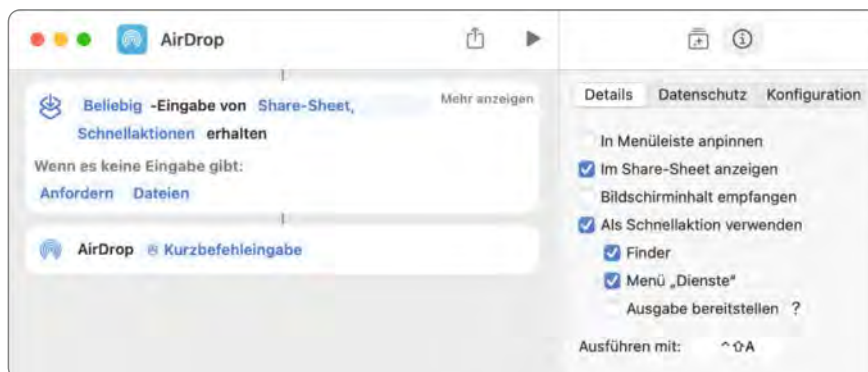 AirDrop
Beliebig -Eingabe von Share-Sheet,
Mehr anzeigen
Schnellaktionen erhalten
Wenn es keine Eingabe gibt:
Anfordern Dateien
AirDrop Kurzbefehleingabe
Details Datenschutz Konfiguration
In Menüleiste anpinnen
Im Share-Sheet anzeigen
Bildschirminhalt empfangen
Als Schnellaktion verwenden
Finder
Menü „Dienste“
Ausgabe bereitstellen ?
Ausführen mit: ^⇧A